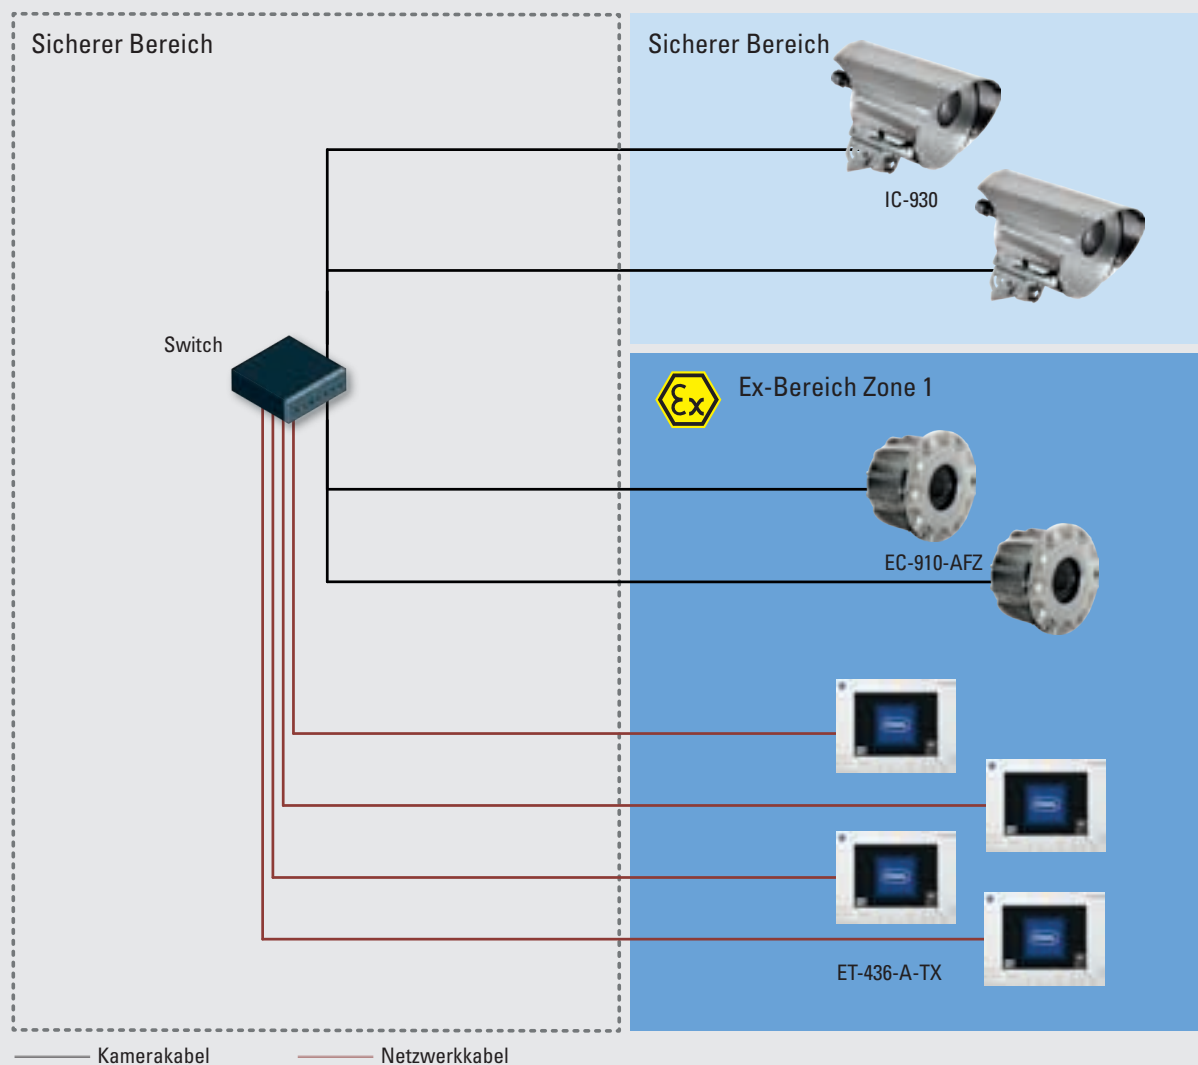 Sicherer Bereich
Sicherer Bereich
IC-930
Switch
Ex
Ex-Bereich Zone 1
EC-910-AFZ
ET-436-A-TX
Kamerakabel
Netzwerkkabel